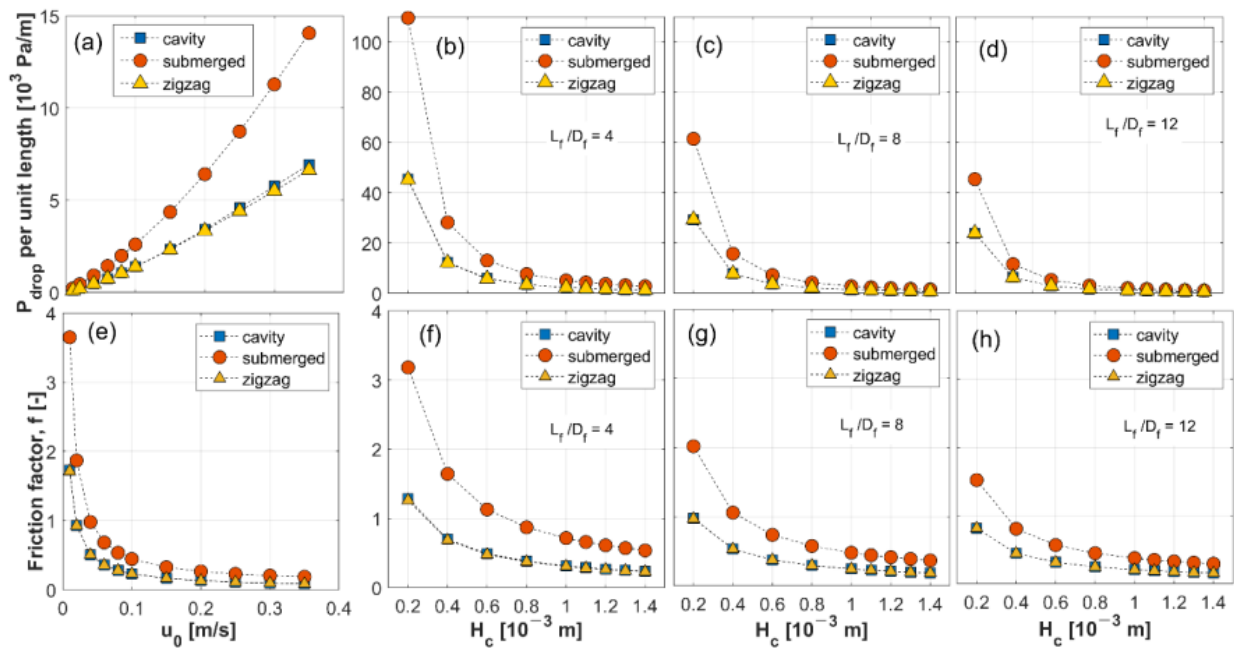 P_drop per unit length [10^3 Pa/m]
15
10
5
0
(a)
cavity
submerged
zigzag
100
80
60
40
20
0
(b)
cavity
submerged
zigzag
L_f /D_f = 4
(c)
cavity
submerged
zigzag
L_f /D_f = 8
(d)
cavity
submerged
zigzag
L_f /D_f = 12
Friction factor, f [-]
4
3
2
1
0
(e)
cavity
submerged
zigzag
0 0.1 0.2 0.3 0.4
u_0 [m/s]
4
3
2
1
0
(f)
cavity
submerged
zigzag
L_f /D_f = 4
0.2 0.4 0.6 0.8 1 1.2 1.4
H_c [10^-3 m]
(g)
cavity
submerged
zigzag
L_f /D_f = 8
0.2 0.4 0.6 0.8 1 1.2 1.4
H_c [10^-3 m]
(h)
cavity
submerged
zigzag
L_f /D_f = 12
0.2 0.4 0.6 0.8 1 1.2 1.4
H_c [10^-3 m]